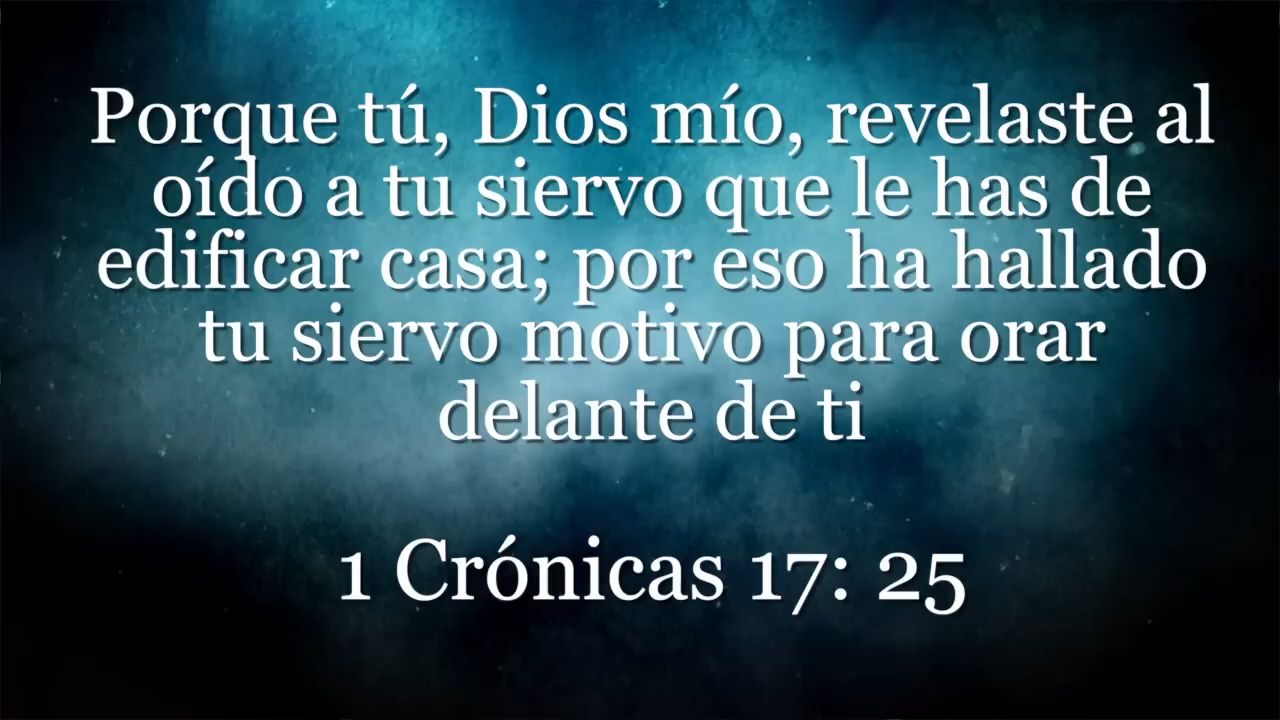 Porque tú, Dios mío, revelaste al
oído a tu siervo que le has de
edificar casa; por eso ha hallado
tu siervo motivo para orar
delante de ti
1 Crónicas 17: 25